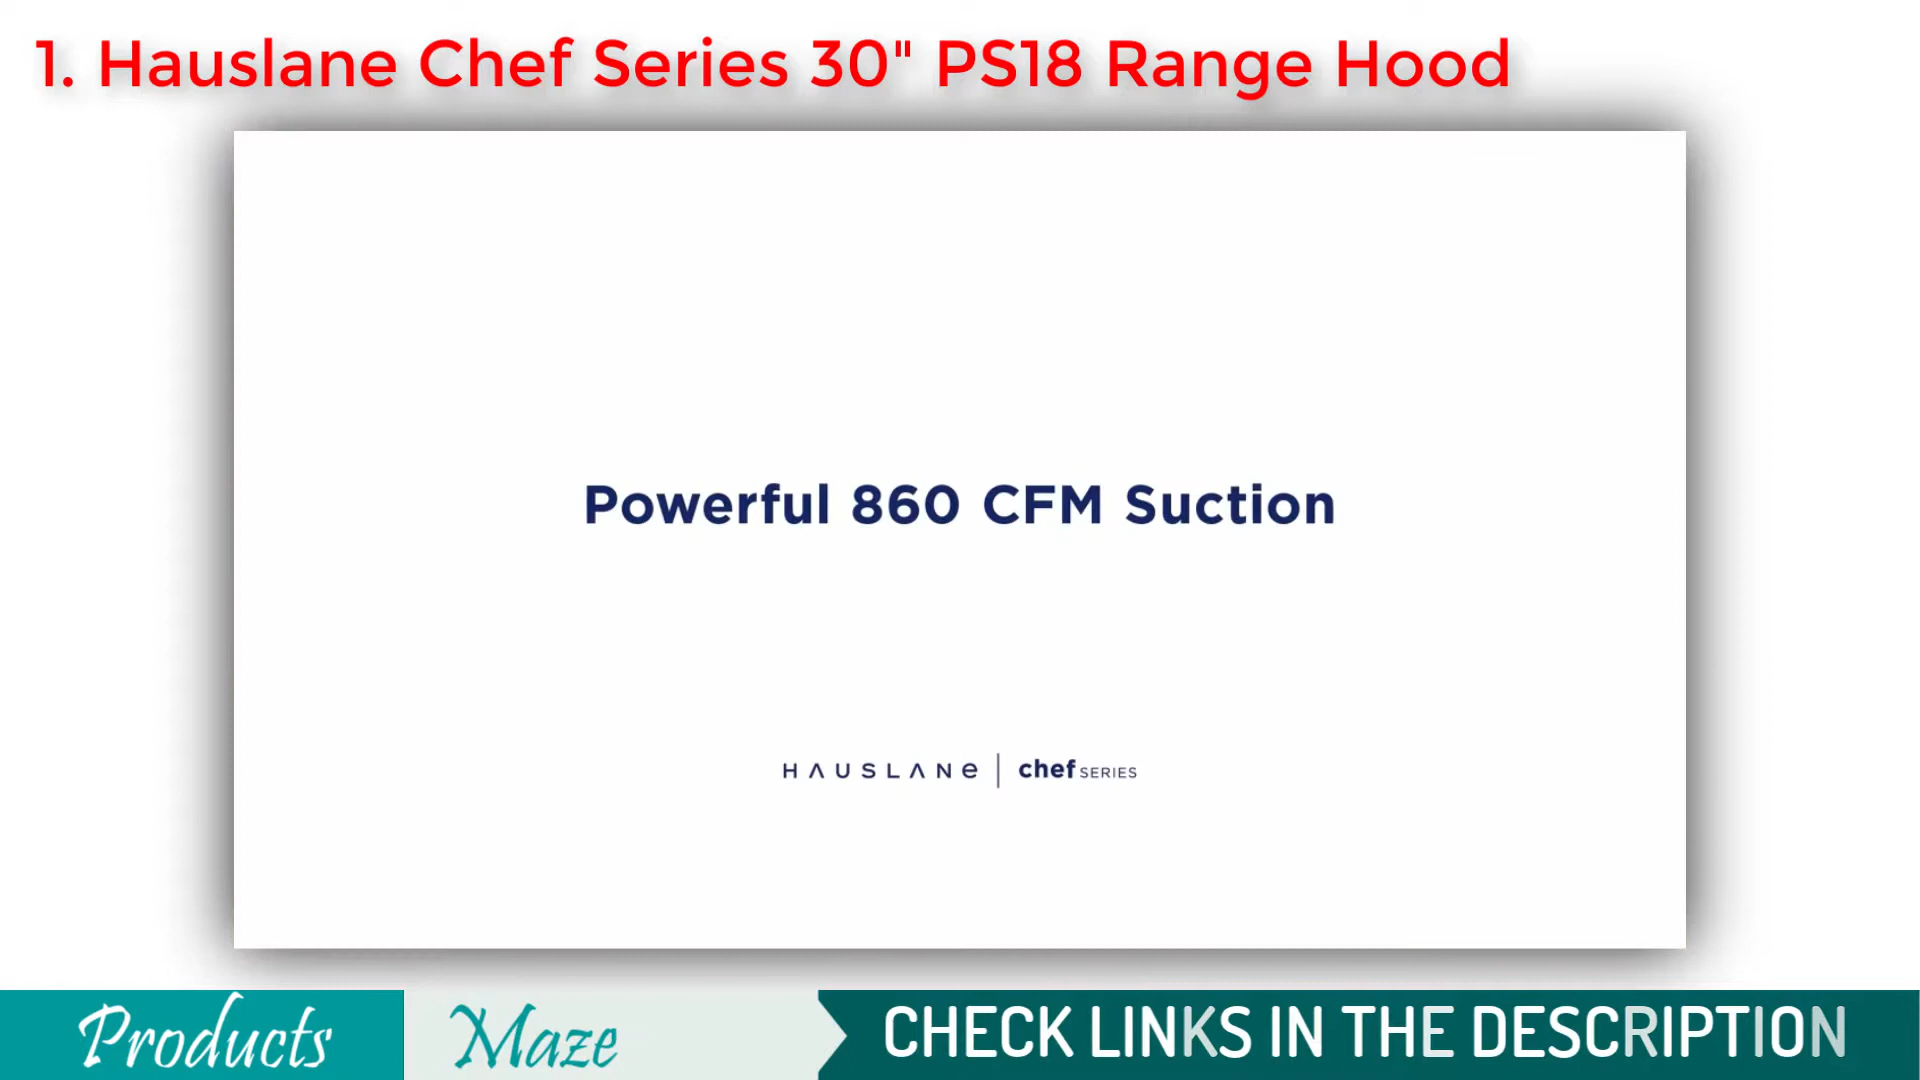 1. Hauslane Chef Series 30" PS18 Range Hood
Powerful 860 CFM Suction
HAUSLANE | chef SERIES
Products Maze CHECK LINKS IN THE DESCRIPTION